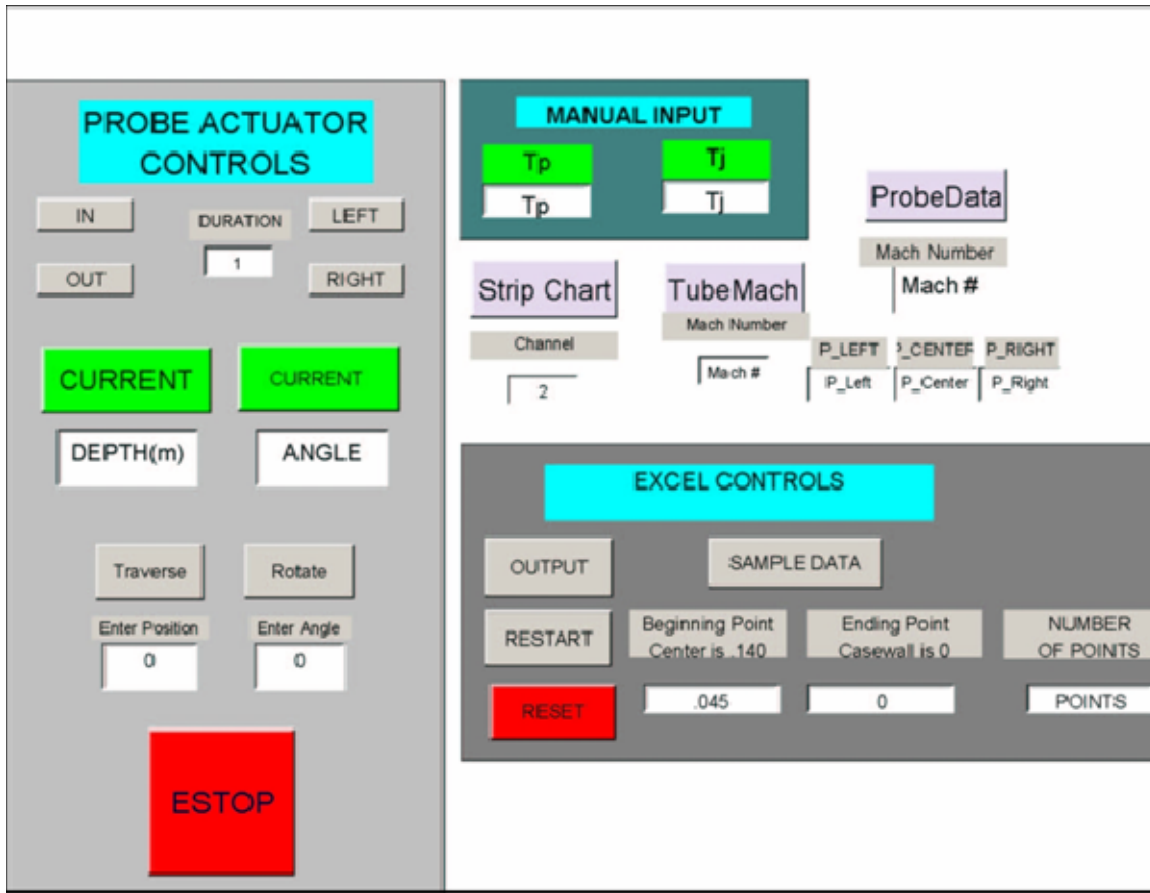 PROBE ACTUATOR
CONTROLS
IN
DURATION
LEFT
1
OUT
RIGHT
CURRENT
CURRENT
DEPTH(m)
ANGLE
Traverse
Rotate
Enter Position
Enter Angle
0
0
ESTOP
MANUAL INPUT
Tp
Tj
Tp
Tj
ProbeData
Mach Number
Mach #
Strip Chart
TubeMach
Channel
Mach Number
2
Mach #
P_LEFT
P_CENTER
P_RIGHT
P_Left
P_Center
P_Right
EXCEL CONTROLS
OUTPUT
SAMPLE DATA
RESTART
Beginning Point
Center is .140
Ending Point
Casewall is 0
NUMBER
OF POINTS
RESET
.045
0
POINTS